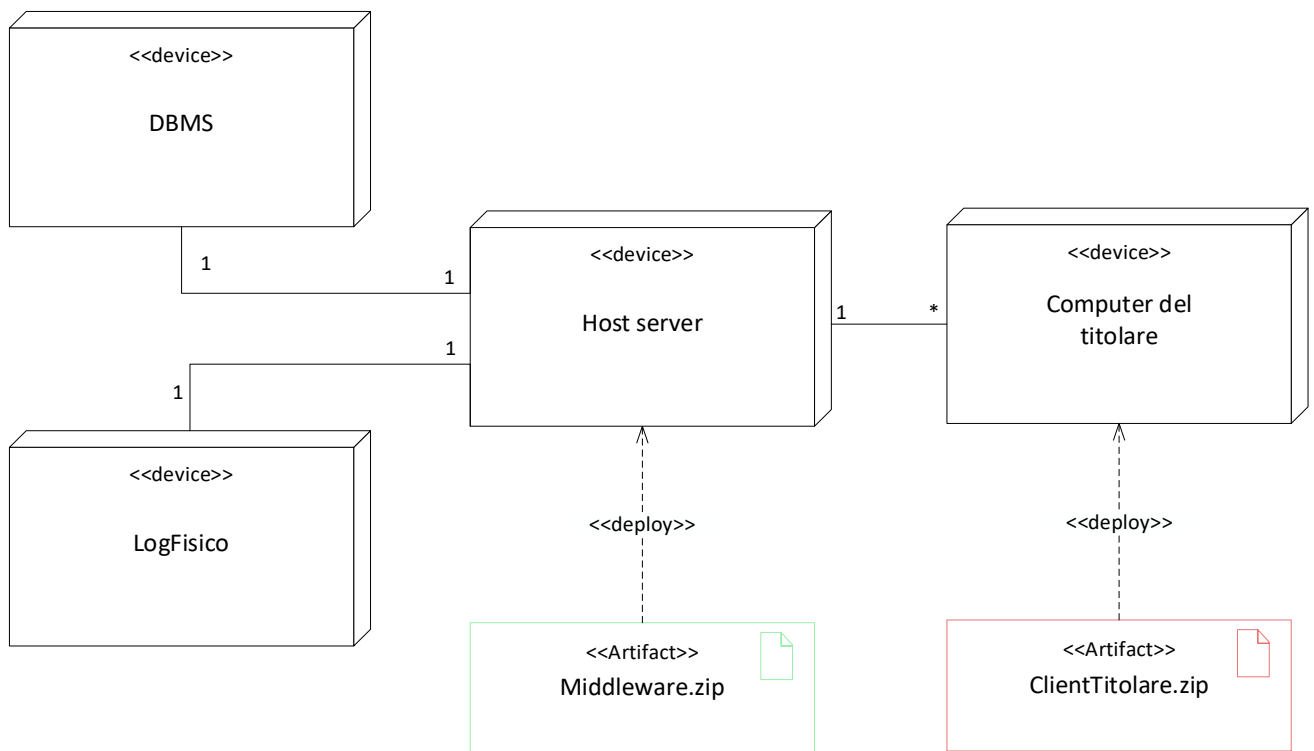 <<device>>
DBMS
1
1
<<device>>
Host server
1
*
<<device>>
Computer del
titolare
1
1
<<device>>
LogFisico
<<deploy>>
<<deploy>>
<<Artifact>>
Middleware.zip
<<Artifact>>
ClientTitolare.zip